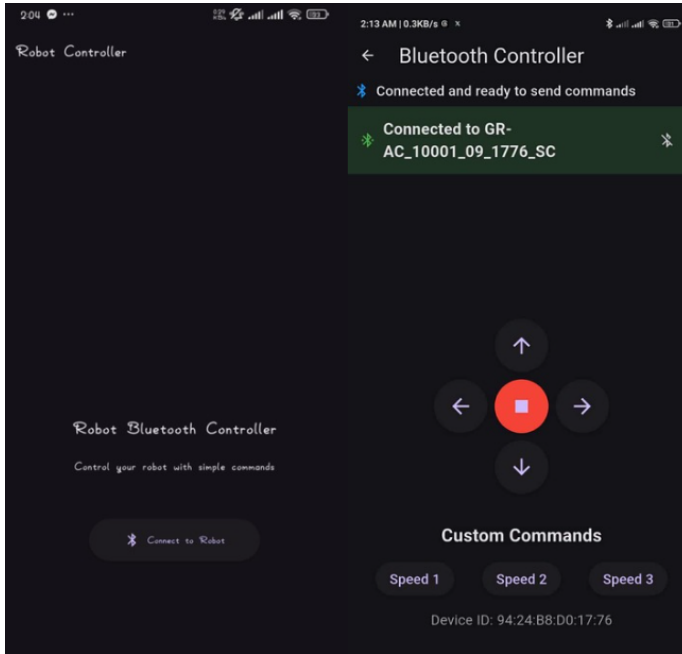 2:04
Robot Controller
Robot Bluetooth Controller
Control your robot with simple commands
Connect to Robot
2:13 AM | 0.3KB/s
Bluetooth Controller
Connected and ready to send commands
Connected to GR-
AC_10001_09_1776_SC
Custom Commands
Speed 1 Speed 2 Speed 3
Device ID: 94:24:B8:D0:17:76